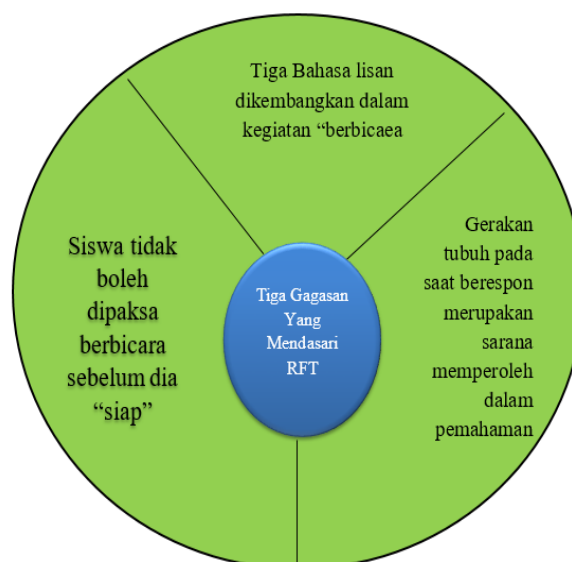 Tiga Bahasa lisan
dikembangkan dalam
kegiatan “berbicaea
Gerakan
tubuh pada
saat berespon
merupakan
sarana
memperoleh
dalam
pemahaman
Siswa tidak
boleh
dipaksa
berbicara
sebelum dia
“siap”
Tiga Gagasan
Yang
Mendasari
RFT